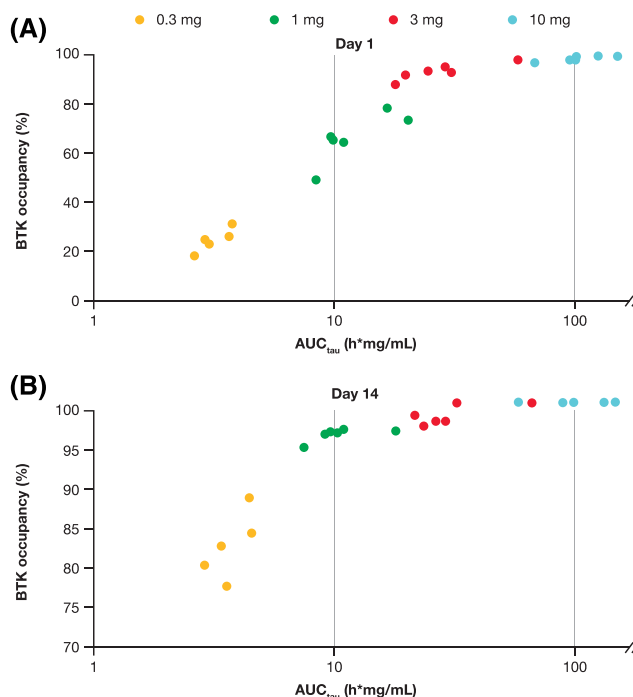 (A)
0.3 mg 1 mg 3 mg 10 mg
Day 1
BTK occupancy (%)
100
80
60
40
20
0
1 10 100
AUCtau (h*mg/mL)
(B)
Day 14
BTK occupancy (%)
100
95
90
85
80
75
70
1 10 100
AUCtau (h*mg/mL)